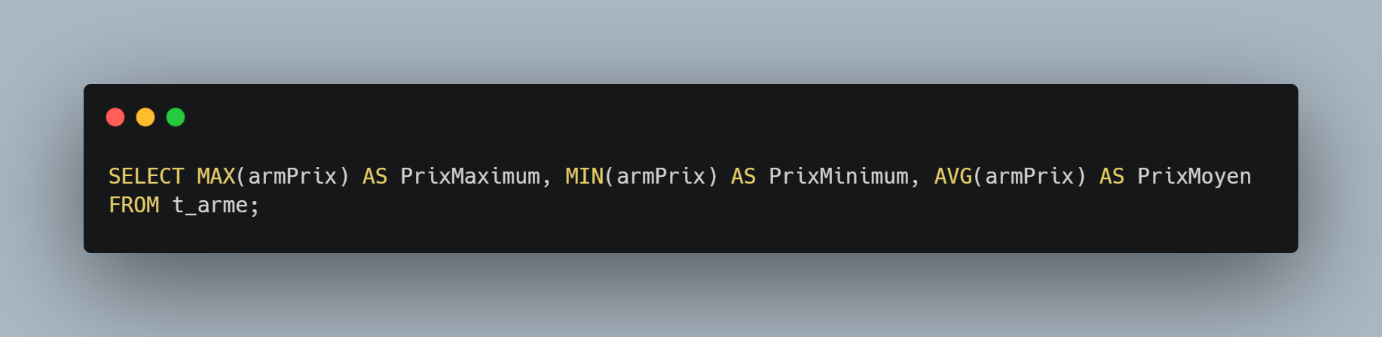 SELECT MAX(armPrix) AS PrixMaximum, MIN(armPrix) AS PrixMinimum, AVG(armPrix) AS PrixMoyen
FROM t_arme;